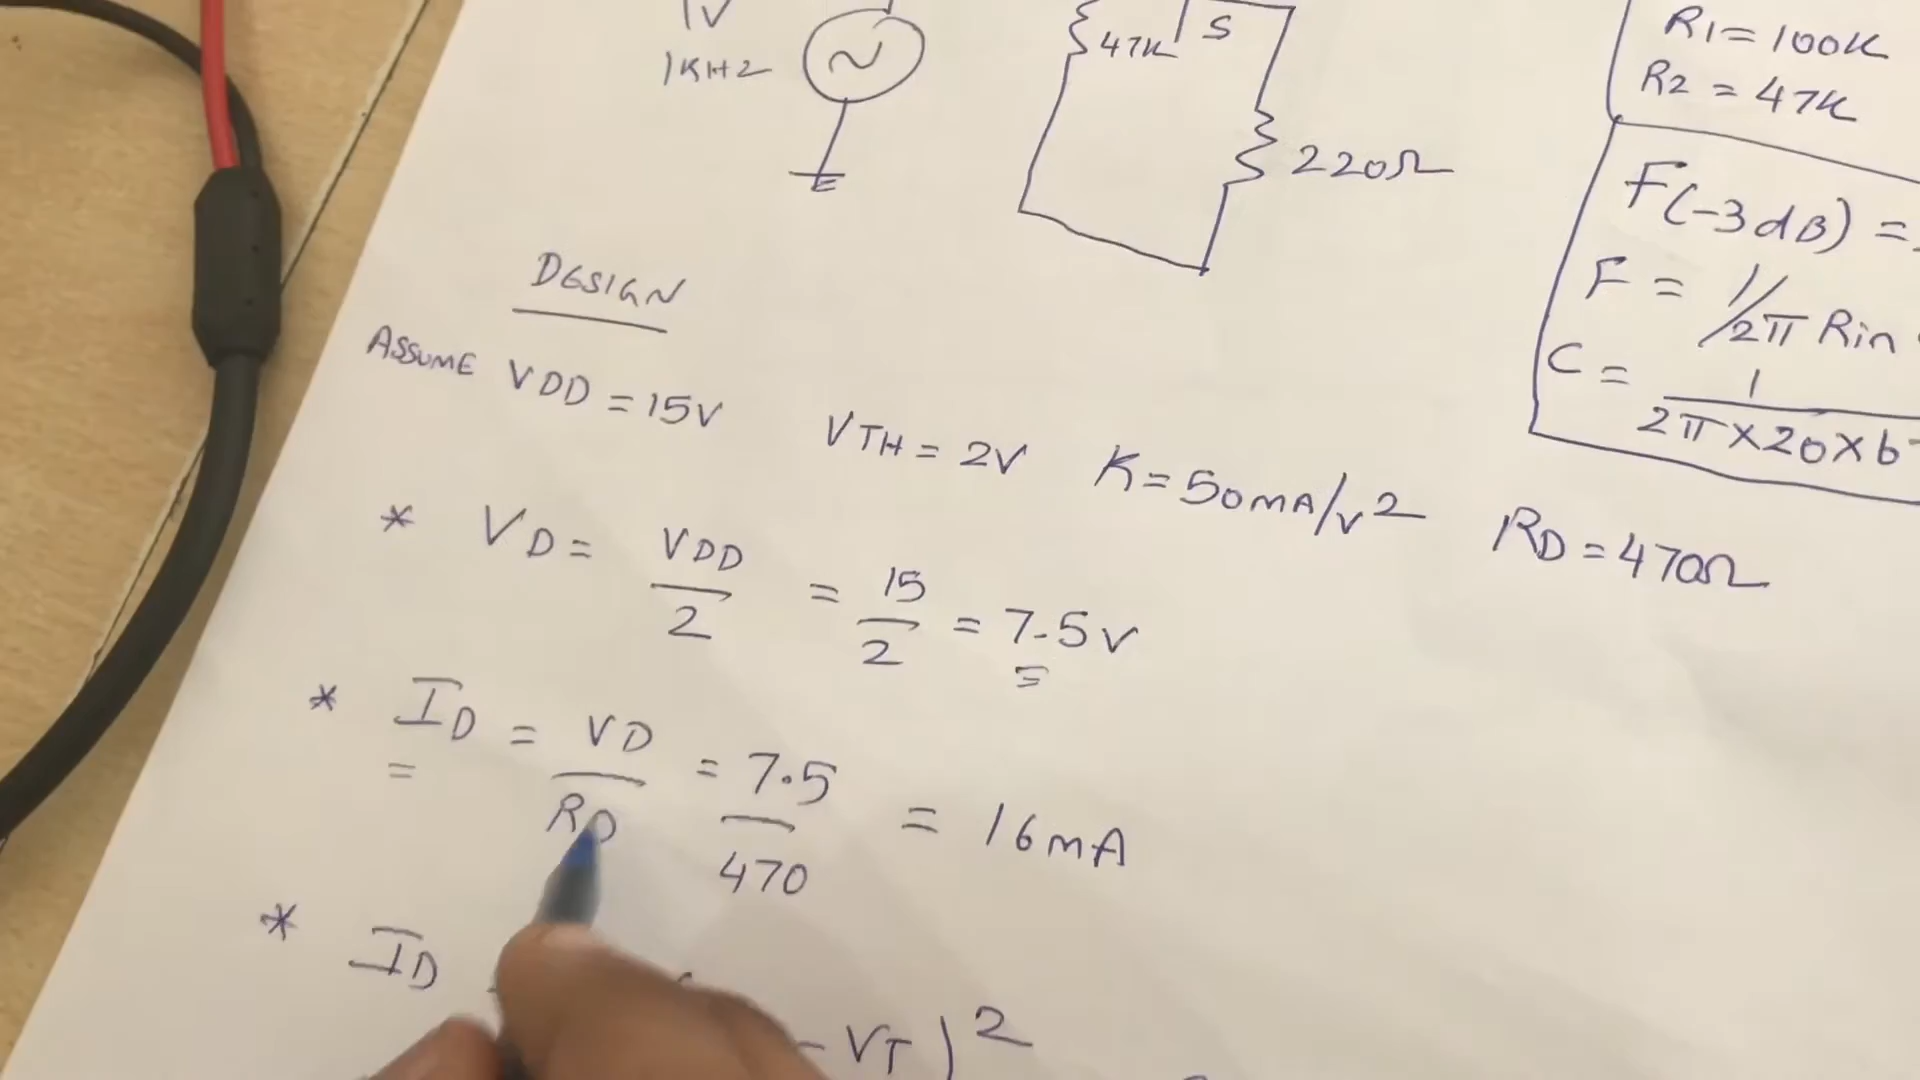 1V
1KHZ
47K S
220Ω
R1 = 100K
R2 = 47K
F(-3dB) =
F = 1/2π Rin
C = 1
2π×20×6
DESIGN
ASSUME VDD = 15V VTH = 2V K = 50mA/V2 RD = 470Ω
* VD = VDD = 15 = 7.5V
2 2
* ID = VD = 7.5 = 16mA
= RD 470
* ID - VT)2